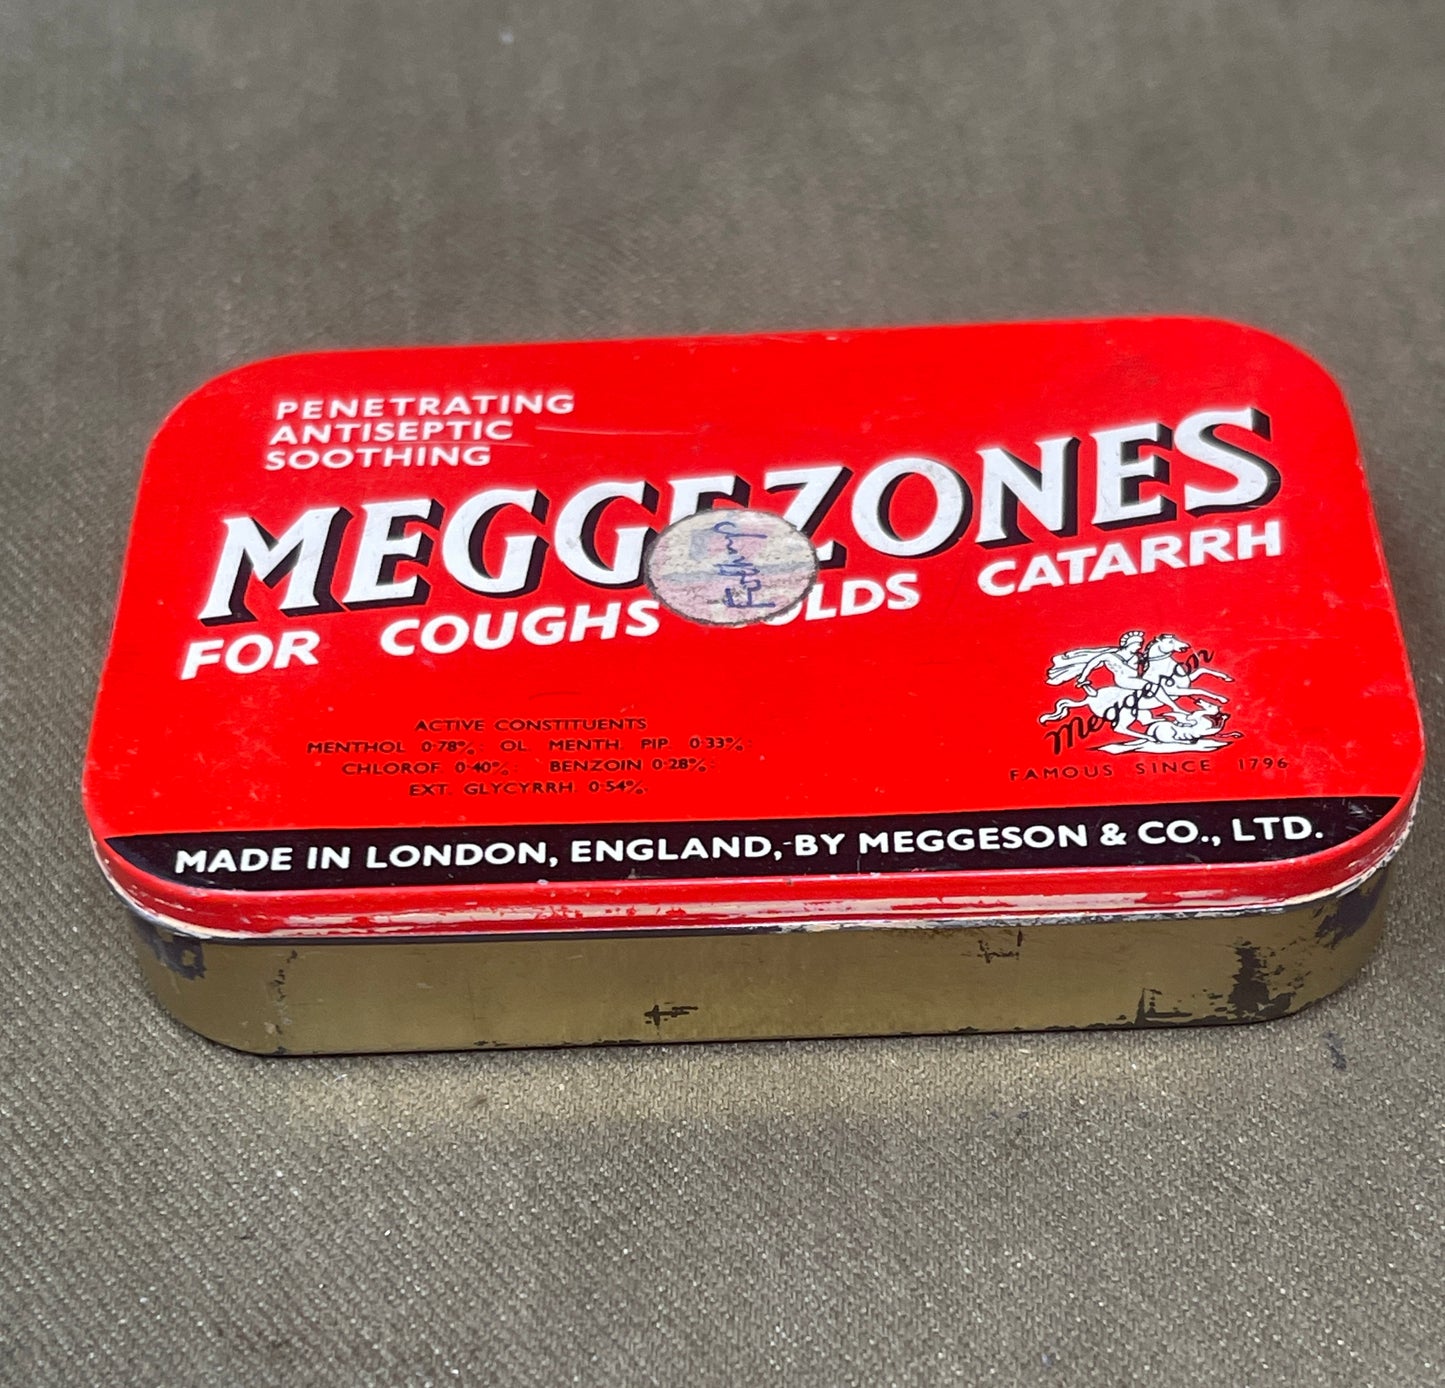 PENETRATING
ANTISEPTIC
SOOTHING
MEGGEZONES
FOR COUGHS COLDS CATARRH
ACTIVE CONSTITUENTS
MENTHOL 0·78% OL. MENTH. PIP. 0·33%
CHLOROF. 0·40% BENZOIN 0·28%
EXT. GLYCYRRH. 0·54%
Meggeson
FAMOUS SINCE 1796
MADE IN LONDON, ENGLAND, BY MEGGESON & CO., LTD.